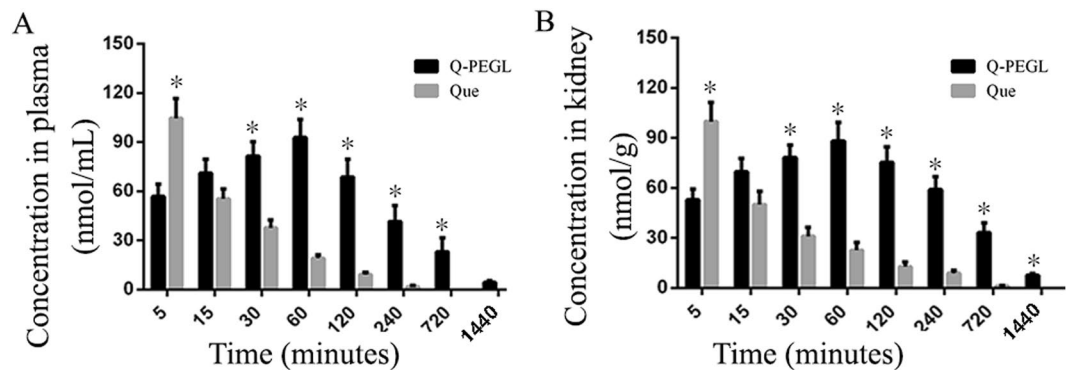 A
Concentration in plasma
(nmol/mL)
150
120
90
60
30
0
* * * * * *
Q-PEGL
Que
5 15 30 60 120 240 720 1440
Time (minutes)
B
Concentration in kidney
(nmol/g)
150
120
90
60
30
0
* * * * * * *
Q-PEGL
Que
5 15 30 60 120 240 720 1440
Time (minutes)